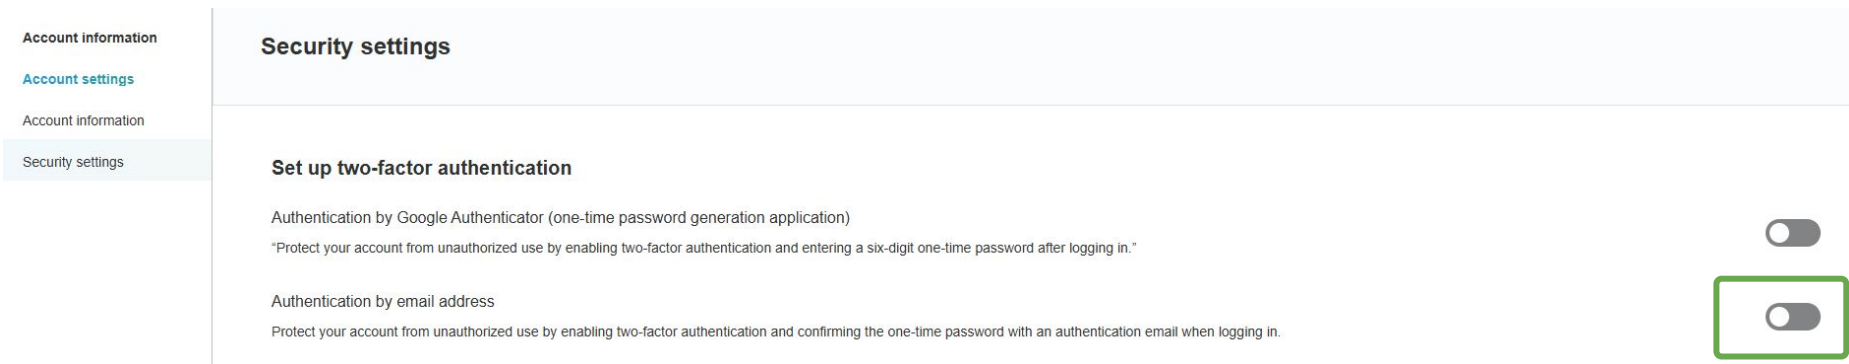 Account information
Account settings
Account information
Security settings
Security settings
Set up two-factor authentication
Authentication by Google Authenticator (one-time password generation application)
“Protect your account from unauthorized use by enabling two-factor authentication and entering a six-digit one-time password after logging in.”
Authentication by email address
Protect your account from unauthorized use by enabling two-factor authentication and confirming the one-time password with an authentication email when logging in.